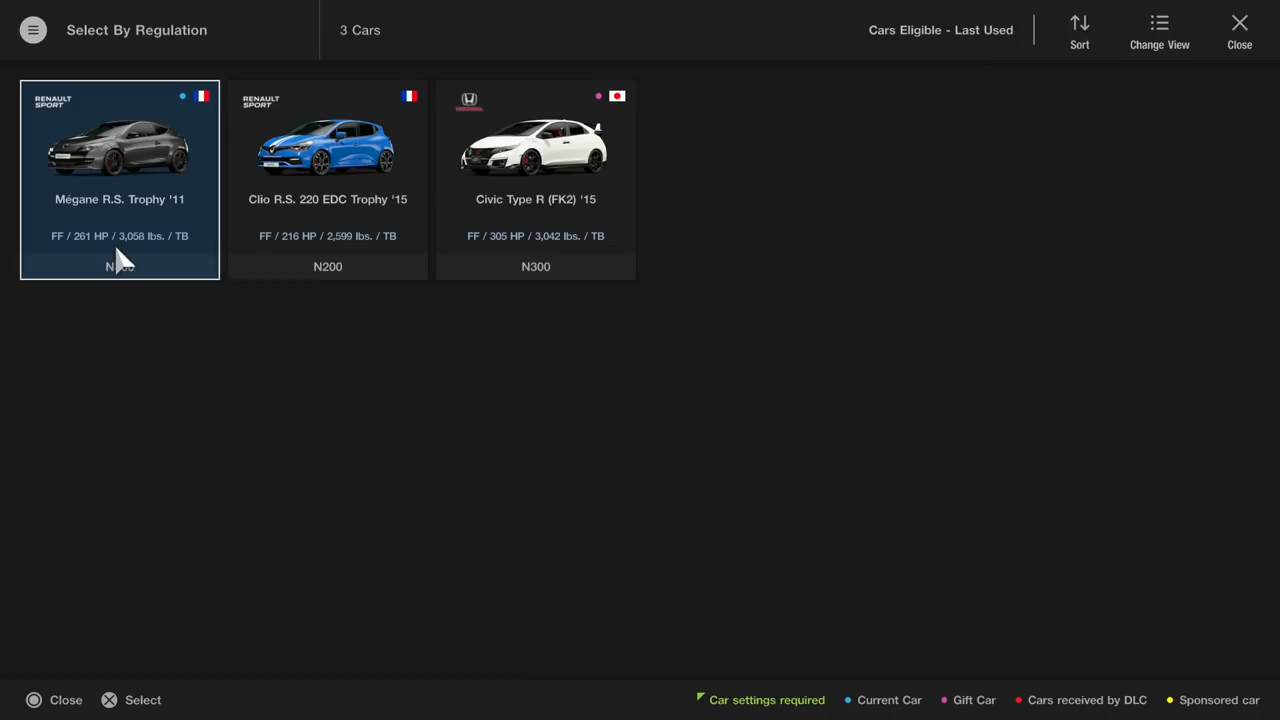 Select By Regulation
3 Cars
Cars Eligible - Last Used
Sort
Change View
Close
RENAULT
SPORT
Mégane R.S. Trophy '11
FF / 261 HP / 3,058 lbs. / TB
RENAULT
SPORT
Clio R.S. 220 EDC Trophy '15
FF / 216 HP / 2,599 lbs. / TB
N200
Civic Type R (FK2) '15
FF / 305 HP / 3,042 lbs. / TB
N300
Close
Select
Car settings required
Current Car
Gift Car
Cars received by DLC
Sponsored car